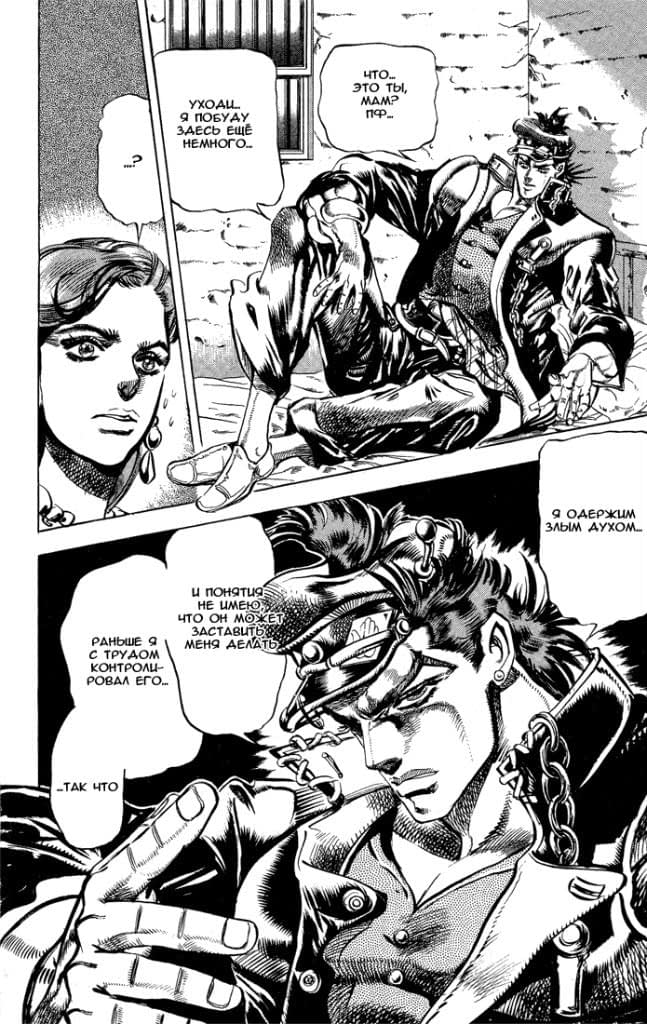 ЧТО...
ЭТО ТЫ,
МАМ?
ПФ...
УХОДИ...
Я ПОБУДУ
ЗДЕСЬ ЕЩЁ
НЕМНОГО...
...?
Я ОДЕРЖИМ
ЗЛЫМ ДУХОМ...
И ПОНЯТИЯ
НЕ ИМЕЮ,
ЧТО ОН МОЖЕТ
ЗАСТАВИТЬ
МЕНЯ ДЕЛАТЬ
РАНЬШЕ Я
С ТРУДОМ
КОНТРОЛИ-
РОВАЛ ЕГО...
...ТАК ЧТО